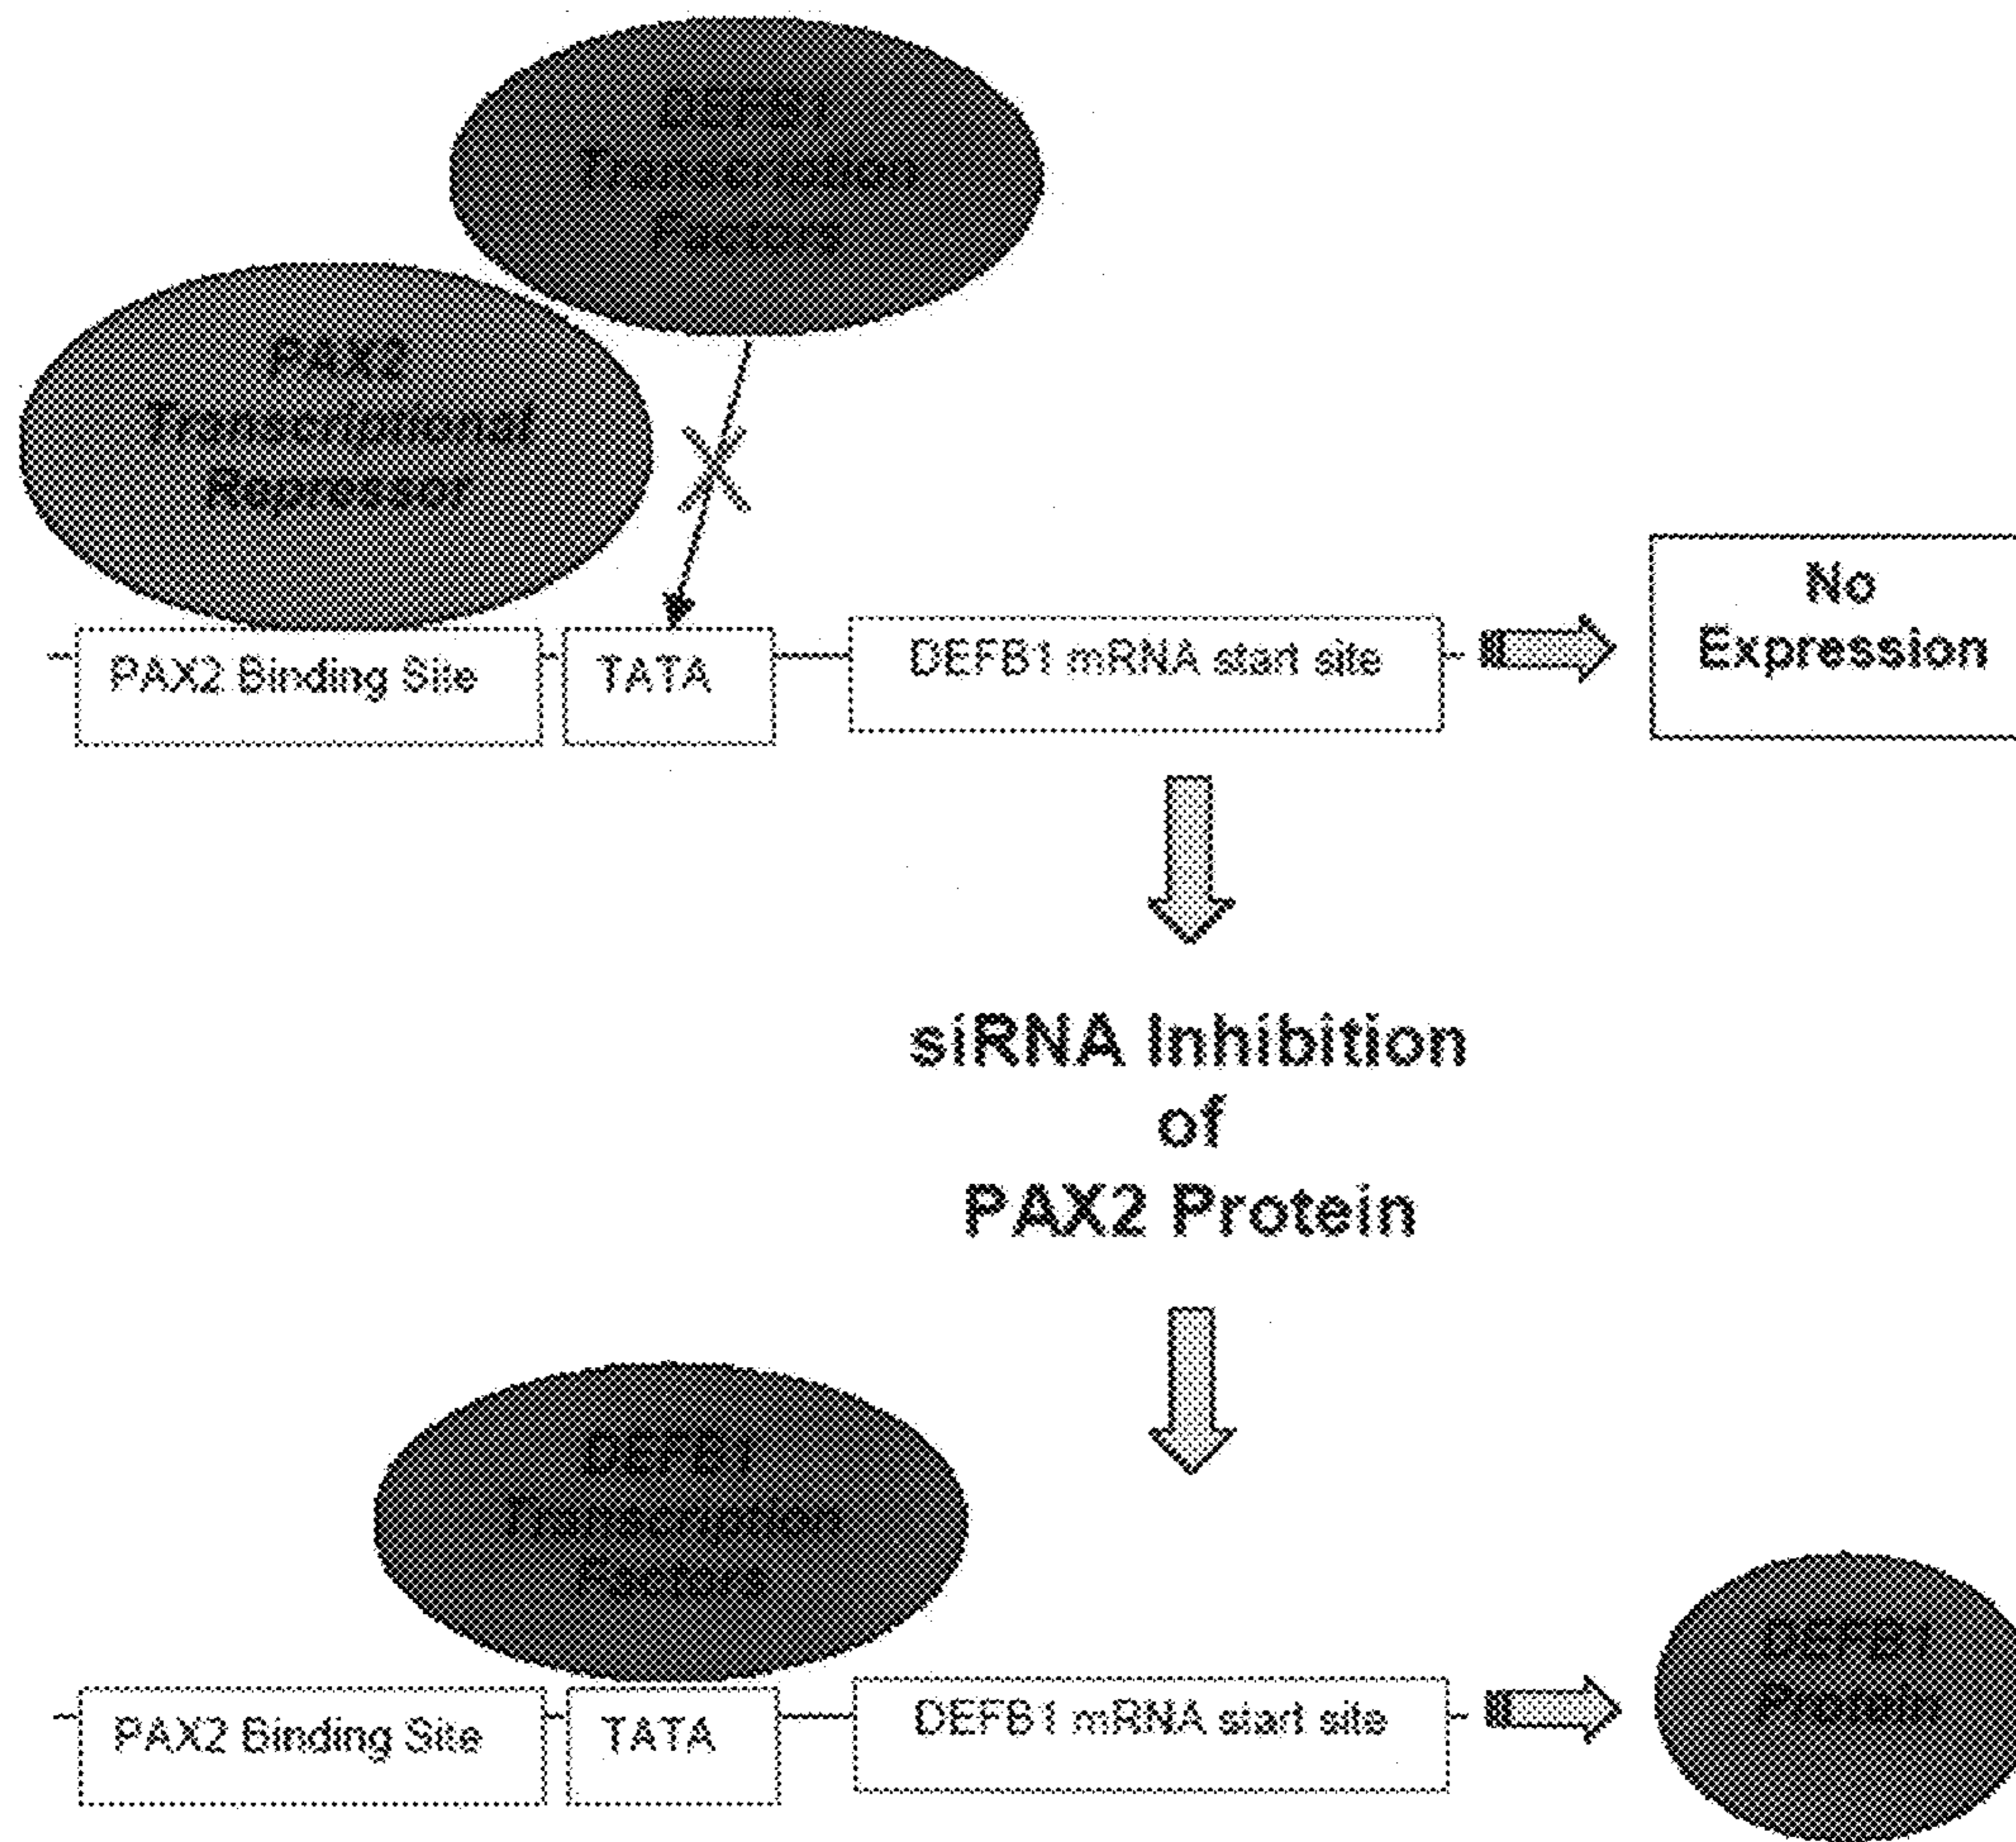 DEFB1
Transcription
Factors
PAX2
Transcriptional
Repressor
PAX2 Binding Site
TATA
DEFB1 mRNA start site
No
Expression
siRNA Inhibition
of
PAX2 Protein
DEFB1
Transcription
Factors
PAX2 Binding Site
TATA
DEFB1 mRNA start site
DEFB1
Protein